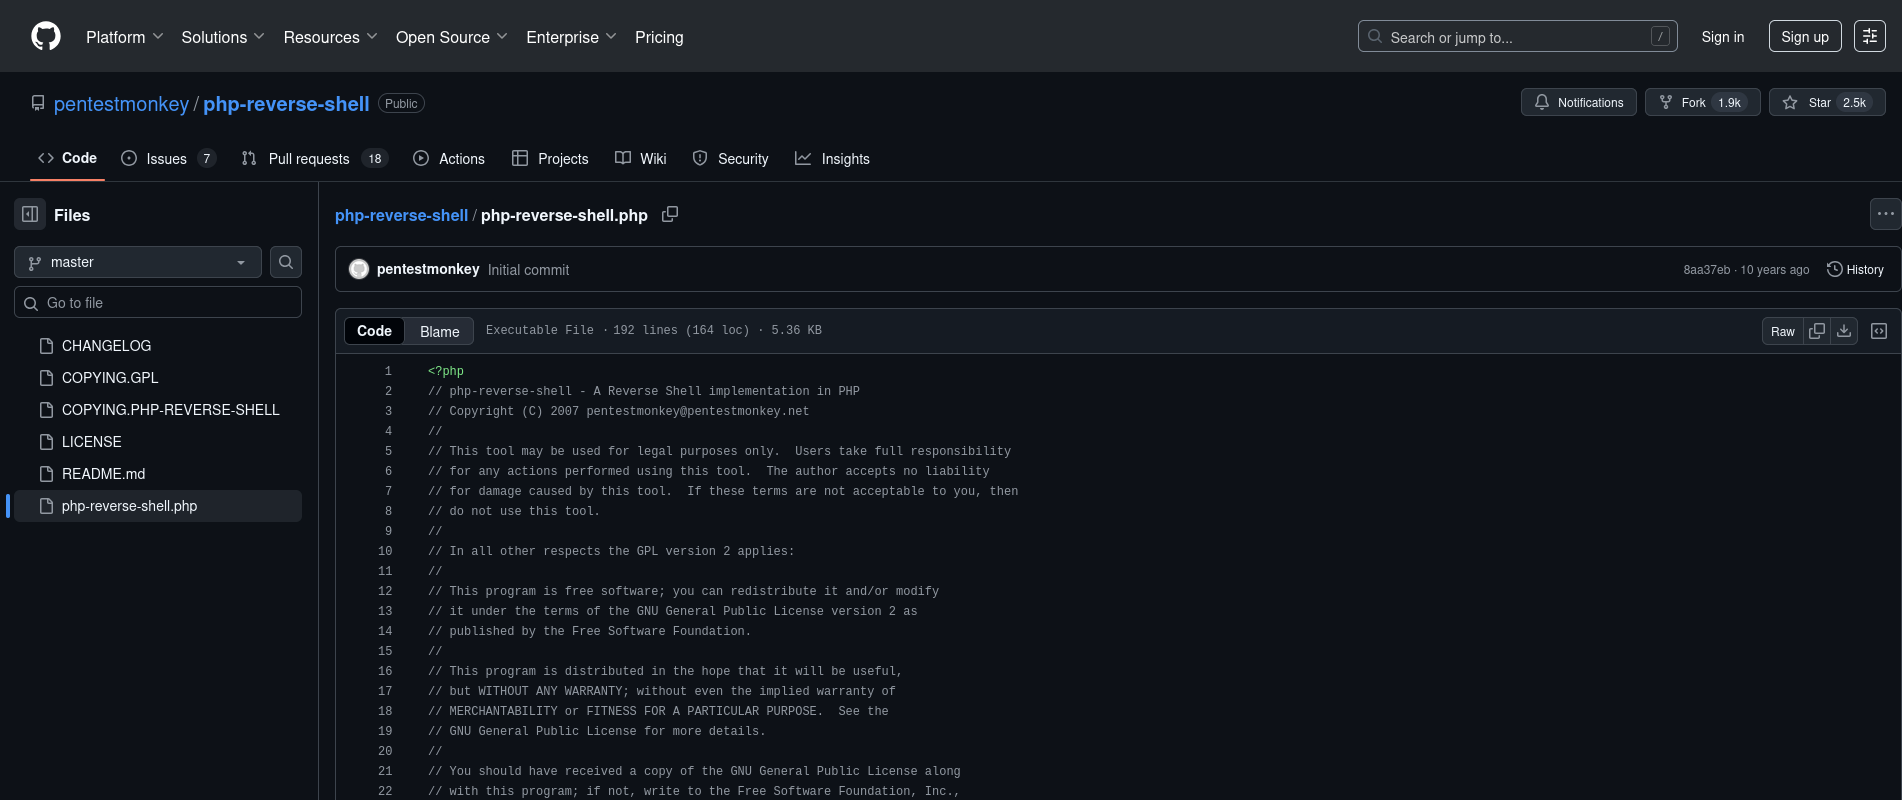 Platform Solutions Resources Open Source Enterprise Pricing Search or jump to... / Sign in Sign up
pentestmonkey / php-reverse-shell Public Notifications Fork 1.9k Star 2.5k
Code Issues 7 Pull requests 18 Actions Projects Wiki Security Insights
Files
master
Go to file
CHANGELOG
COPYING.GPL
COPYING.PHP-REVERSE-SHELL
LICENSE
README.md
php-reverse-shell.php
php-reverse-shell / php-reverse-shell.php
pentestmonkey Initial commit 8aa37eb · 10 years ago History
Code Blame Executable File · 192 lines (164 loc) · 5.36 KB Raw
1 <?php
2 // php-reverse-shell - A Reverse Shell implementation in PHP
3 // Copyright (C) 2007 pentestmonkey@pentestmonkey.net
4 //
5 // This tool may be used for legal purposes only.  Users take full responsibility
6 // for any actions performed using this tool.  The author accepts no liability
7 // for damage caused by this tool.  If these terms are not acceptable to you, then
8 // do not use this tool.
9 //
10 // In all other respects the GPL version 2 applies:
11 //
12 // This program is free software; you can redistribute it and/or modify
13 // it under the terms of the GNU General Public License version 2 as
14 // published by the Free Software Foundation.
15 //
16 // This program is distributed in the hope that it will be useful,
17 // but WITHOUT ANY WARRANTY; without even the implied warranty of
18 // MERCHANTABILITY or FITNESS FOR A PARTICULAR PURPOSE.  See the
19 // GNU General Public License for more details.
20 //
21 // You should have received a copy of the GNU General Public License along
22 // with this program; if not, write to the Free Software Foundation, Inc.,